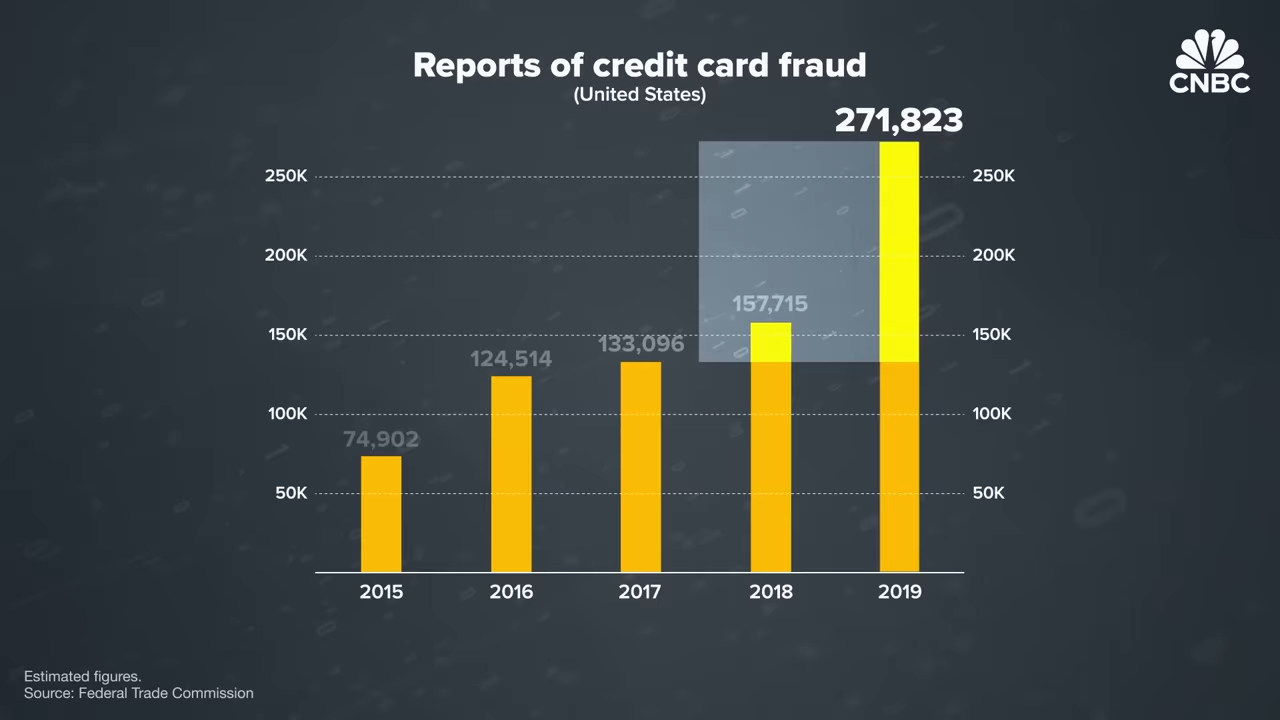 Reports of credit card fraud
(United States)
CNBC
271,823
250K 250K
200K 200K
157,715
150K 150K
133,096
124,514
100K 100K
74,902
50K 50K
2015 2016 2017 2018 2019
Estimated figures.
Source: Federal Trade Commission